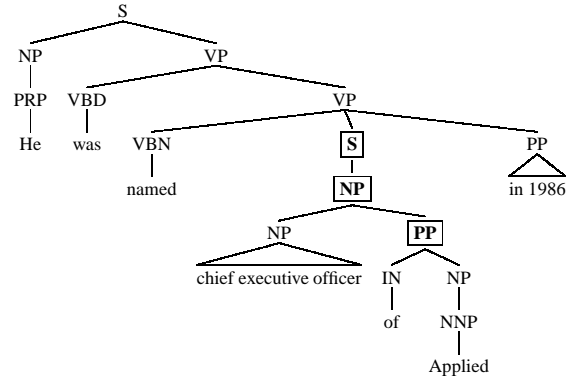 S
NP VP
PRP VBD VP
He was VBN S PP
named in 1986
NP
NP PP
chief executive officer IN NP
of NNP
Applied